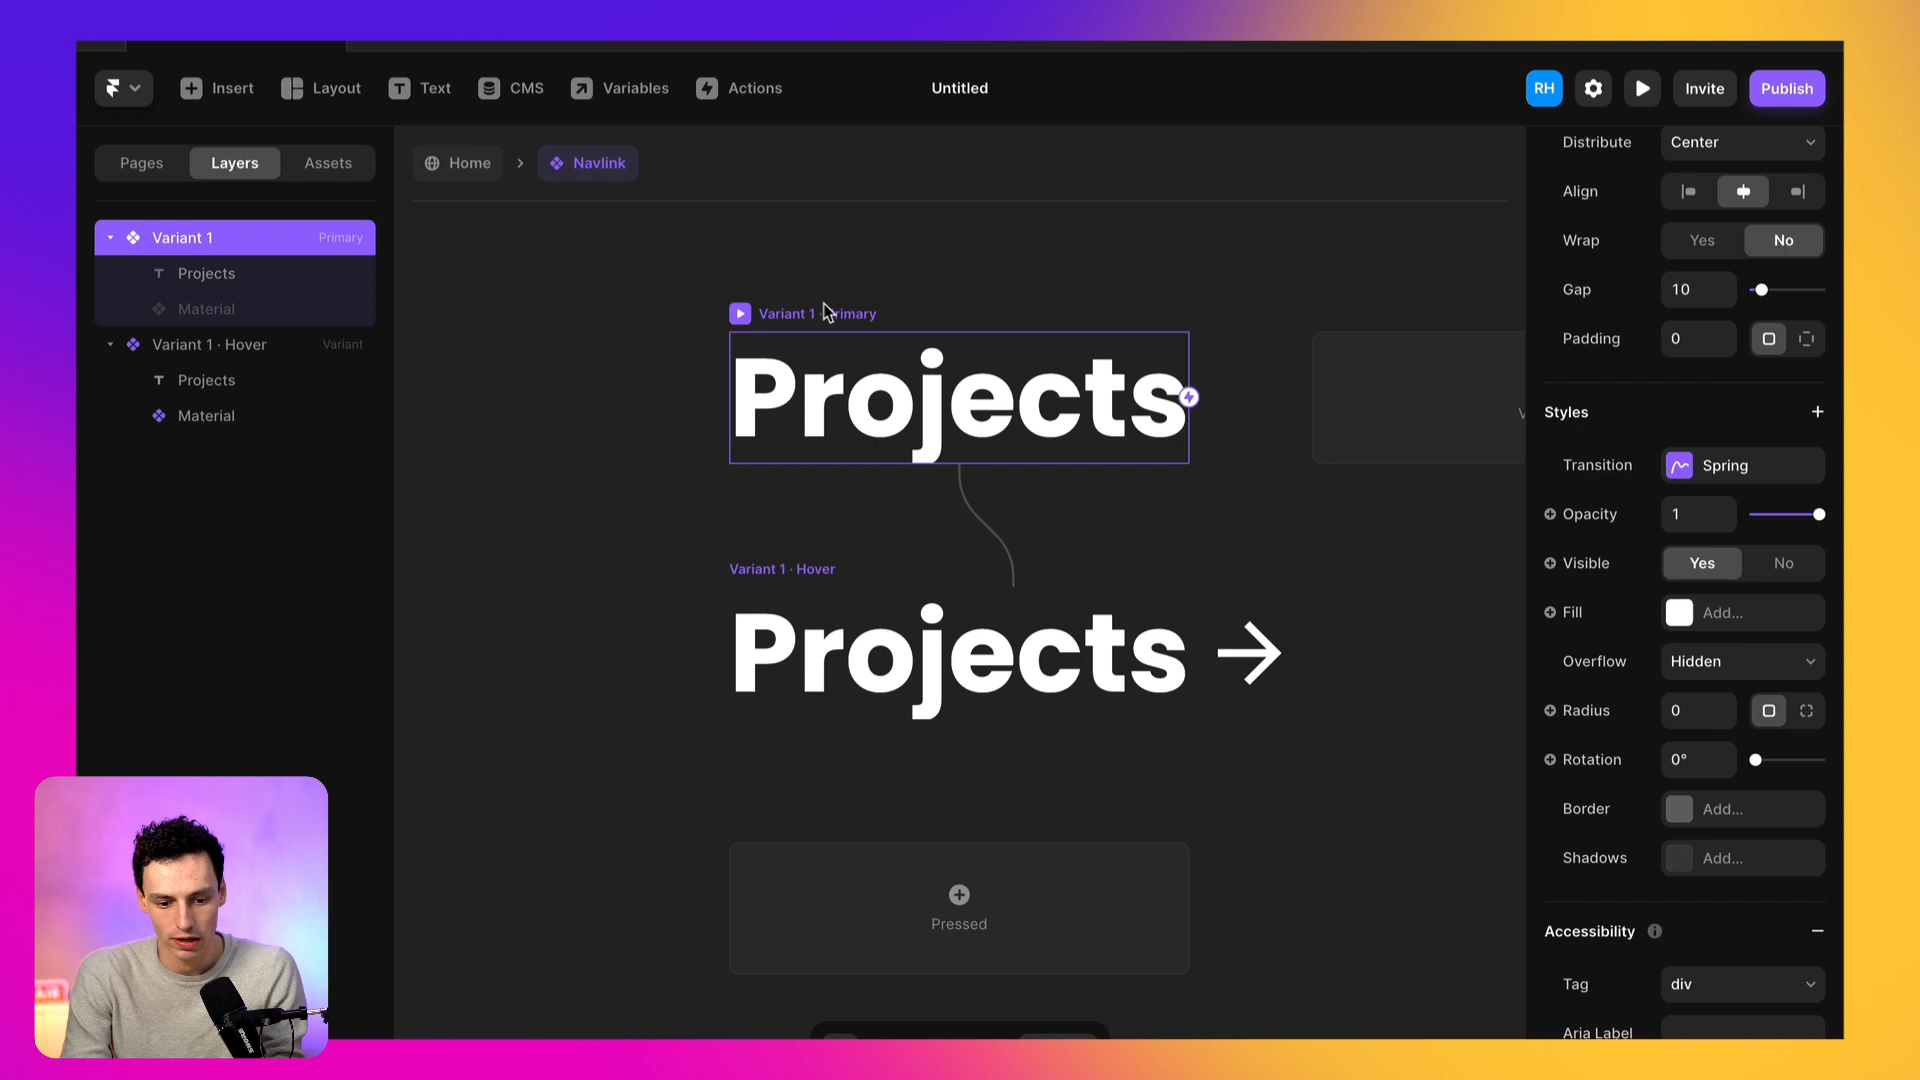 Insert
Layout
Text
CMS
Variables
Actions
Untitled
RH
Invite
Publish
Pages
Layers
Assets
Home
Navlink
Variant 1
Primary
Projects
Material
Variant 1 · Hover
Variant
Projects
Material
Variant 1 · Primary
Projects
Variant 1 · Hover
Projects
Pressed
Distribute
Center
Align
Wrap
Yes
No
Gap
10
Padding
0
Styles
Transition
Spring
Opacity
1
Visible
Yes
No
Fill
Add...
Overflow
Hidden
Radius
0
Rotation
0°
Border
Add...
Shadows
Add...
Accessibility
Tag
div
Aria Label